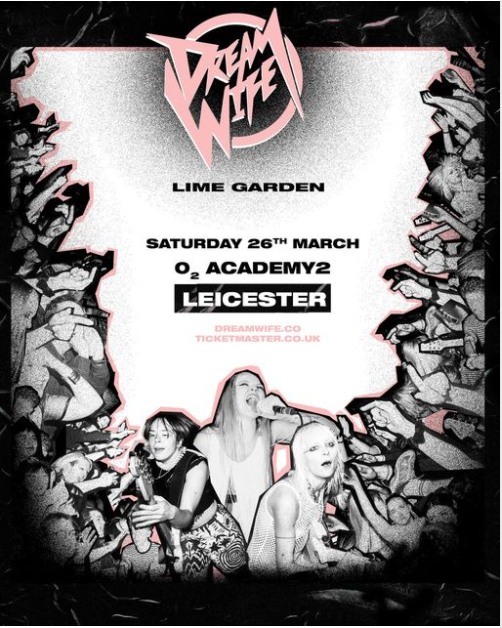 DREAM
WIFE
LIME GARDEN
SATURDAY 26TH MARCH
O2 ACADEMY2
LEICESTER
DREAMWIFE.CO
TICKETMASTER.CO.UK